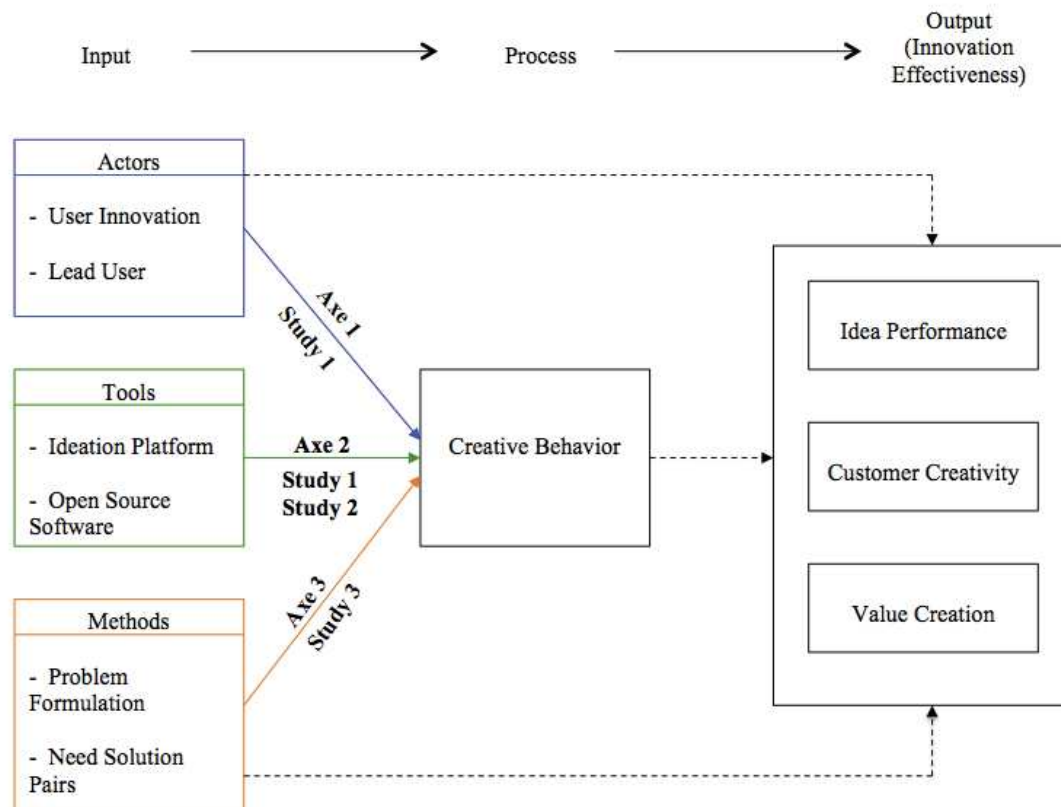 Input
Process
Output
(Innovation
Effectiveness)
Actors
- User Innovation
- Lead User
Axe 1
Study 1
Tools
- Ideation Platform
- Open Source
Software
Axe 2
Study 1
Study 2
Methods
- Problem
Formulation
- Need Solution
Pairs
Axe 3
Study 3
Creative Behavior
Idea Performance
Customer Creativity
Value Creation